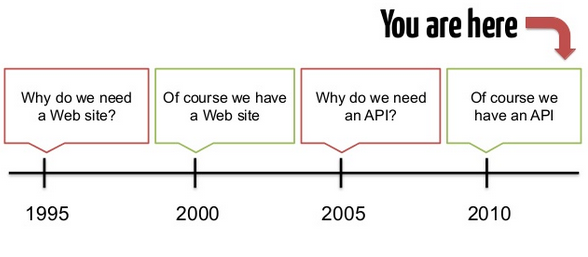 You are here
Why do we need
a Web site?
Of course we have
a Web site
Why do we need
an API?
Of course we
have an API
1995
2000
2005
2010